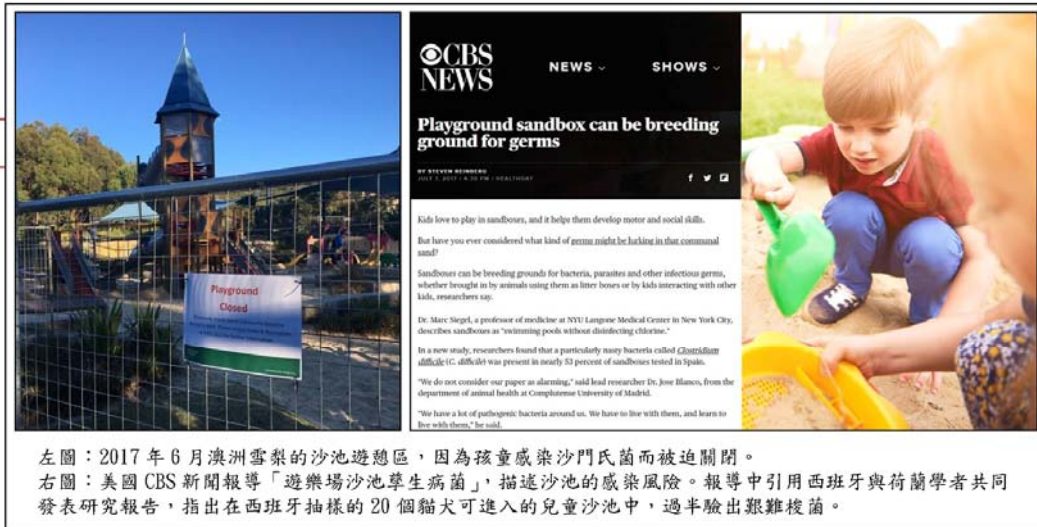 CBS
NEWS
NEWS
SHOWS
Playground sandbox can be breeding
ground for germs
BY STEVEN REINBERG
JULY 7, 2017 / 4:30 PM / HEALTHDAY
Kids love to play in sandboxes, and it helps them develop motor and social skills.
But have you ever considered what kind of germs might be lurking in that communal
sand?
Sandboxes can be breeding grounds for bacteria, parasites and other infectious germs,
whether brought in by animals using them as litter boxes or by kids interacting with other
kids, researchers say.
Dr. Marc Siegel, a professor of medicine at NYU Langone Medical Center in New York City,
describes sandboxes as "swimming pools without disinfecting chlorine."
In a new study, researchers found that a particularly nasty bacteria called Clostridium
difficile (C. difficile) was present in nearly 53 percent of sandboxes tested in Spain.
"We do not consider our paper as alarming," said lead researcher Dr. Jose Blanco, from the
department of animal health at Complutense University of Madrid.
"We have a lot of pathogenic bacteria around us. We have to live with them, and learn to
live with them," he said.
Playground
Closed
左圖：2017 年 6 月澳洲雪梨的沙池遊憩區，因為孩童感染沙門氏菌而被迫關閉。
右圖：美國 CBS 新聞報導「遊樂場沙池孳生病菌」，描述沙池的感染風險。報導中引用西班牙與荷蘭學者共同
發表研究報告，指出在西班牙抽樣的 20 個貓犬可進入的兒童沙池中，過半驗出艱難梭菌。